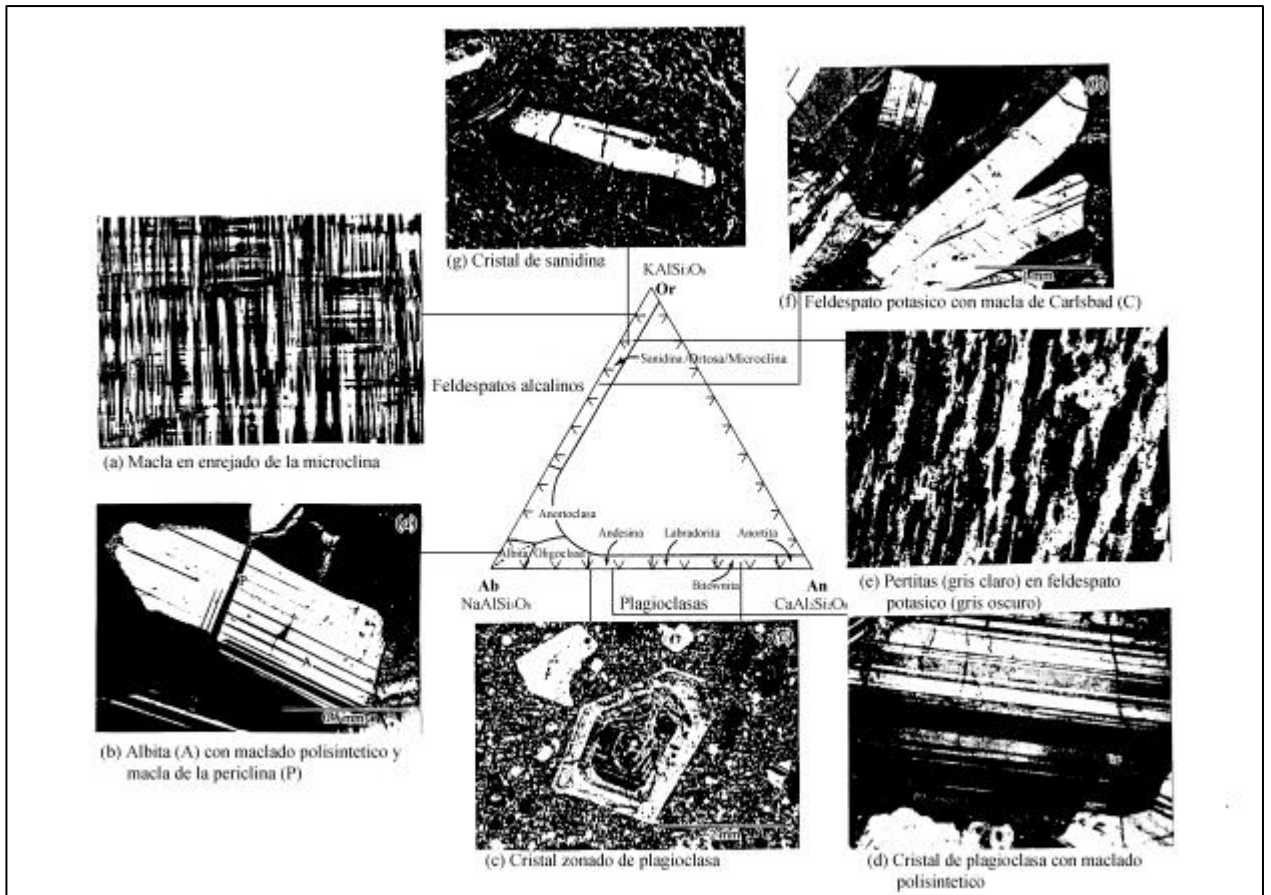 (g) Cristal de sanidina
KAlSi₃O₈
Or
(f) Feldespato potasico con macla de Carlsbad (C)
C
Sanidina/Ortosa/Microclina
Feldespatos alcalinos
(a) Macla en enrejado de la microclina
Anortoclasa
Andesina
Labradorita
Anortita
Albita
Oligoclasa
Bitownita
Ab
An
NaAlSi₃O₈
Plagioclasas
CaAl₂Si₂O₈
(e) Pertitas (gris claro) en feldespato
potasico (gris oscuro)
P
A
(b) Albita (A) con maclado polisintetico y
macla de la periclina (P)
(c) Cristal zonado de plagioclasa
(d) Cristal de plagioclasa con maclado
polisintetico